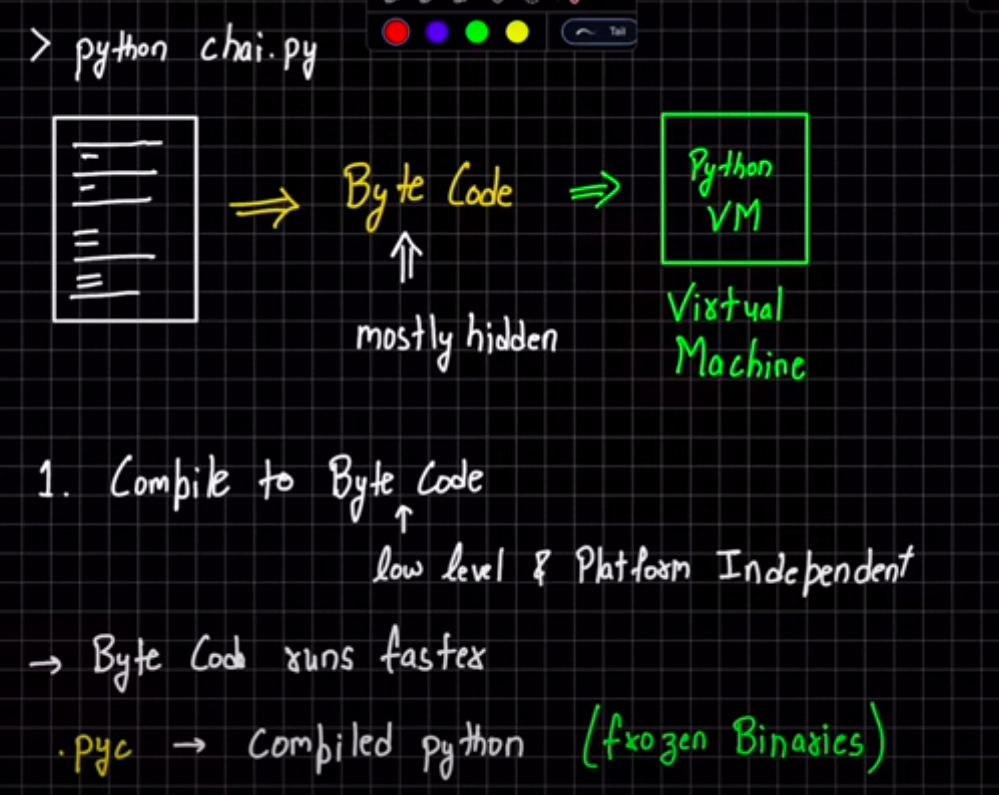 > python chai.py
Tail
Byte Code
Python
VM
mostly hidden
Virtual
Machine
1. Compile to Byte Code
low level & Platform Independent
→ Byte Code runs faster
.pyc → Compiled python (frozen Binaries)